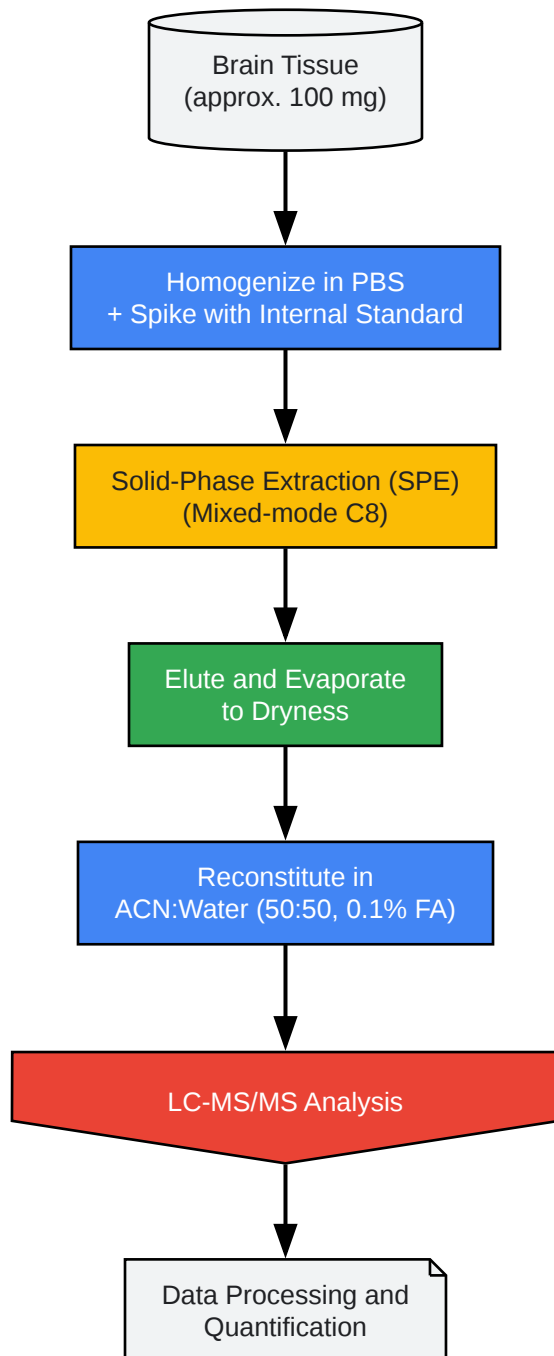 Brain Tissue
(approx. 100 mg)
Homogenize in PBS
+ Spike with Internal Standard
Solid-Phase Extraction (SPE)
(Mixed-mode C8)
Elute and Evaporate
to Dryness
Reconstitute in
ACN:Water (50:50, 0.1% FA)
LC-MS/MS Analysis
Data Processing and
Quantification